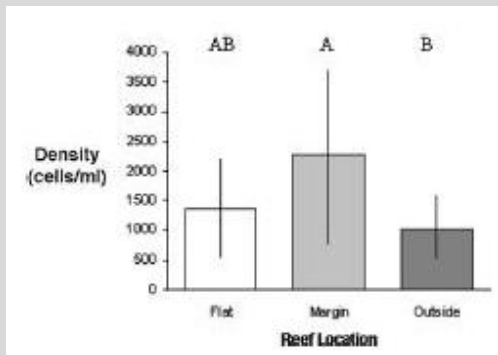 AB A B
4000
3500
3000
2500
2000
1500
1000
500
0
Density
(cells/ml)
Flat Margin Outside
Reef Location